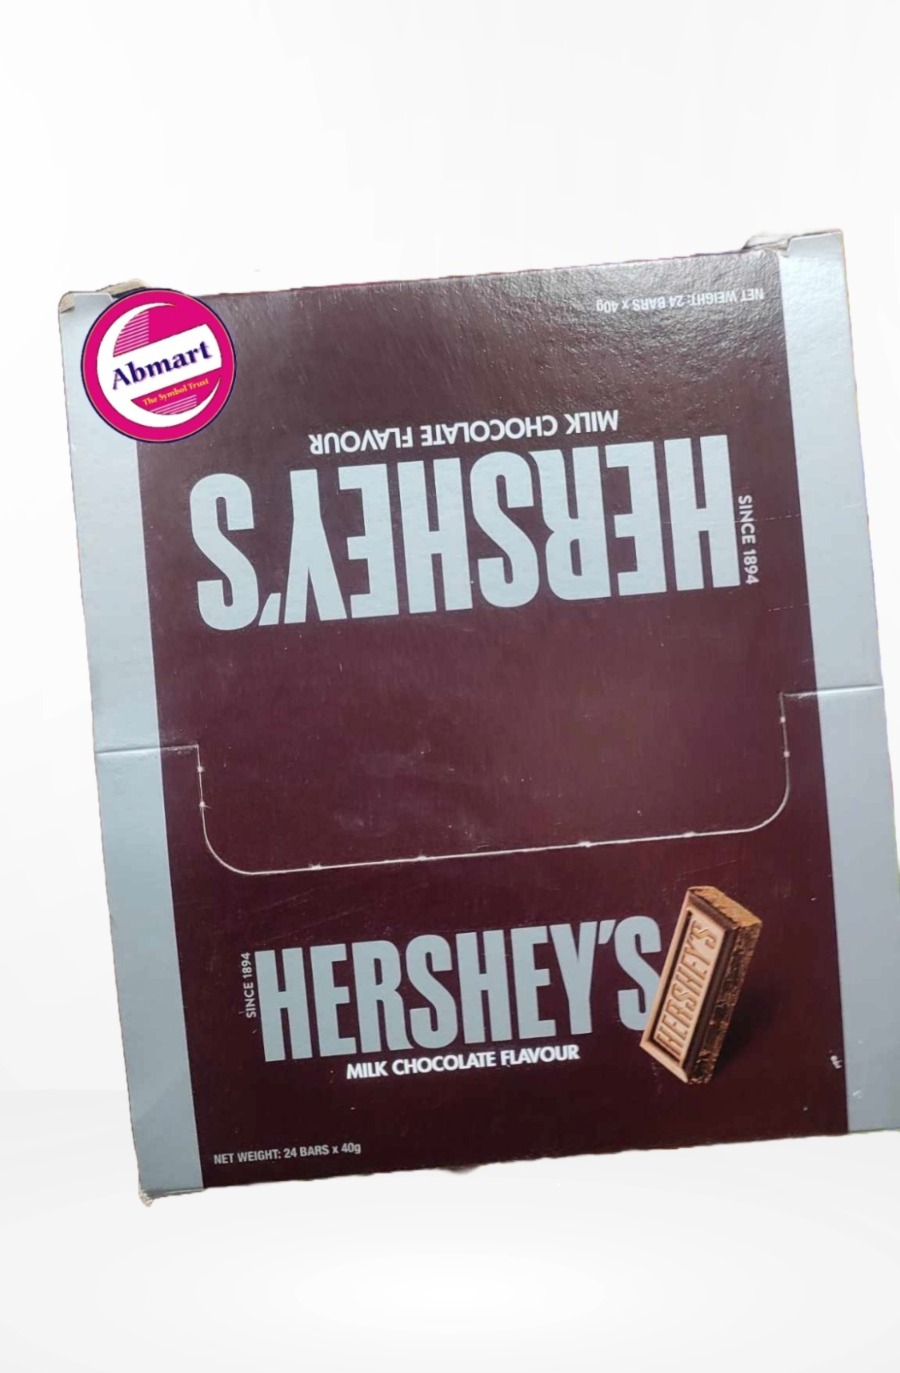 Abmart
The Symbol Trust
NET WEIGHT: 24 BARS x 40g
MILK CHOCOLATE FLAVOUR
HERSHEY'S
SINCE 1894
SINCE 1894
HERSHEY'S
HERSHEY'S
MILK CHOCOLATE FLAVOUR
NET WEIGHT: 24 BARS x 40g